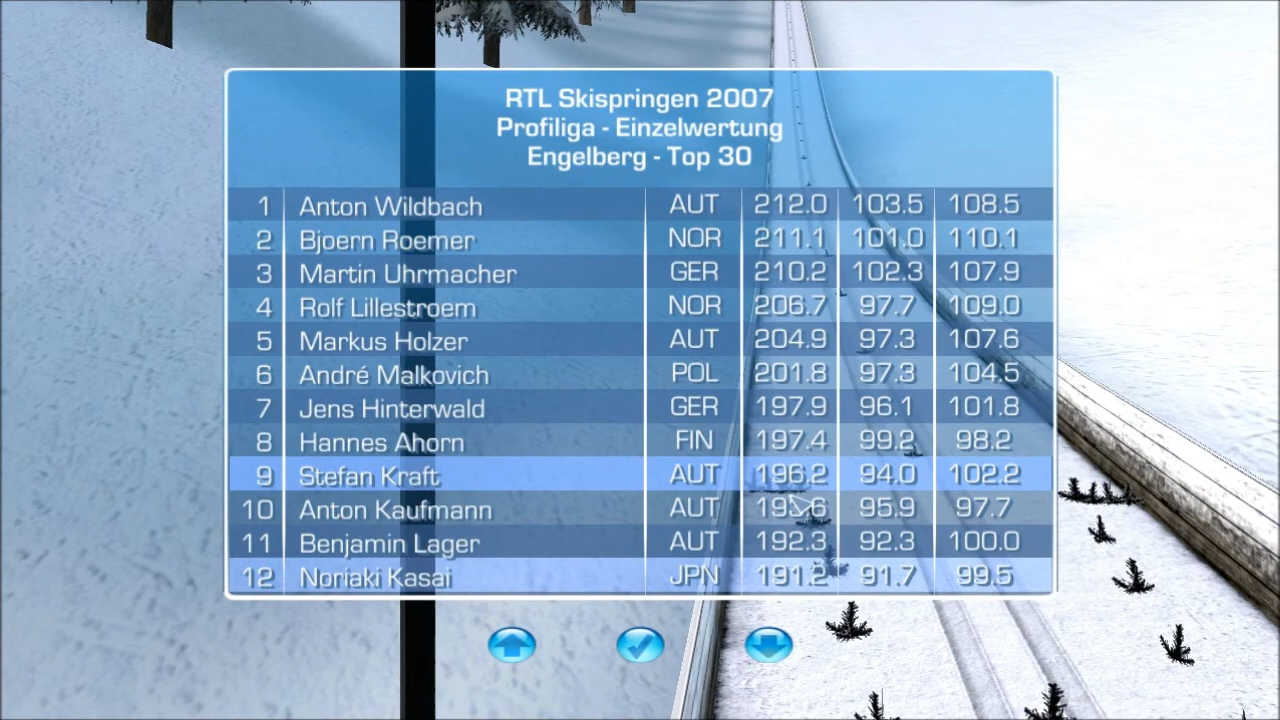 RTL Skispringen 2007
Profiliga - Einzelwertung
Engelberg - Top 30
1 Anton Wildbach AUT 212.0 103.5 108.5
2 Bjoern Roemer NOR 211.1 101.0 110.1
3 Martin Uhrmacher GER 210.2 102.3 107.9
4 Rolf Lillestroem NOR 206.7 97.7 109.0
5 Markus Holzer AUT 204.9 97.3 107.6
6 André Malkovich POL 201.8 97.3 104.5
7 Jens Hinterwald GER 197.9 96.1 101.8
8 Hannes Ahorn FIN 197.4 99.2 98.2
9 Stefan Kraft AUT 196.2 94.0 102.2
10 Anton Kaufmann AUT 193.6 95.9 97.7
11 Benjamin Lager AUT 192.3 92.3 100.0
12 Noriaki Kasai JPN 191.2 91.7 99.5